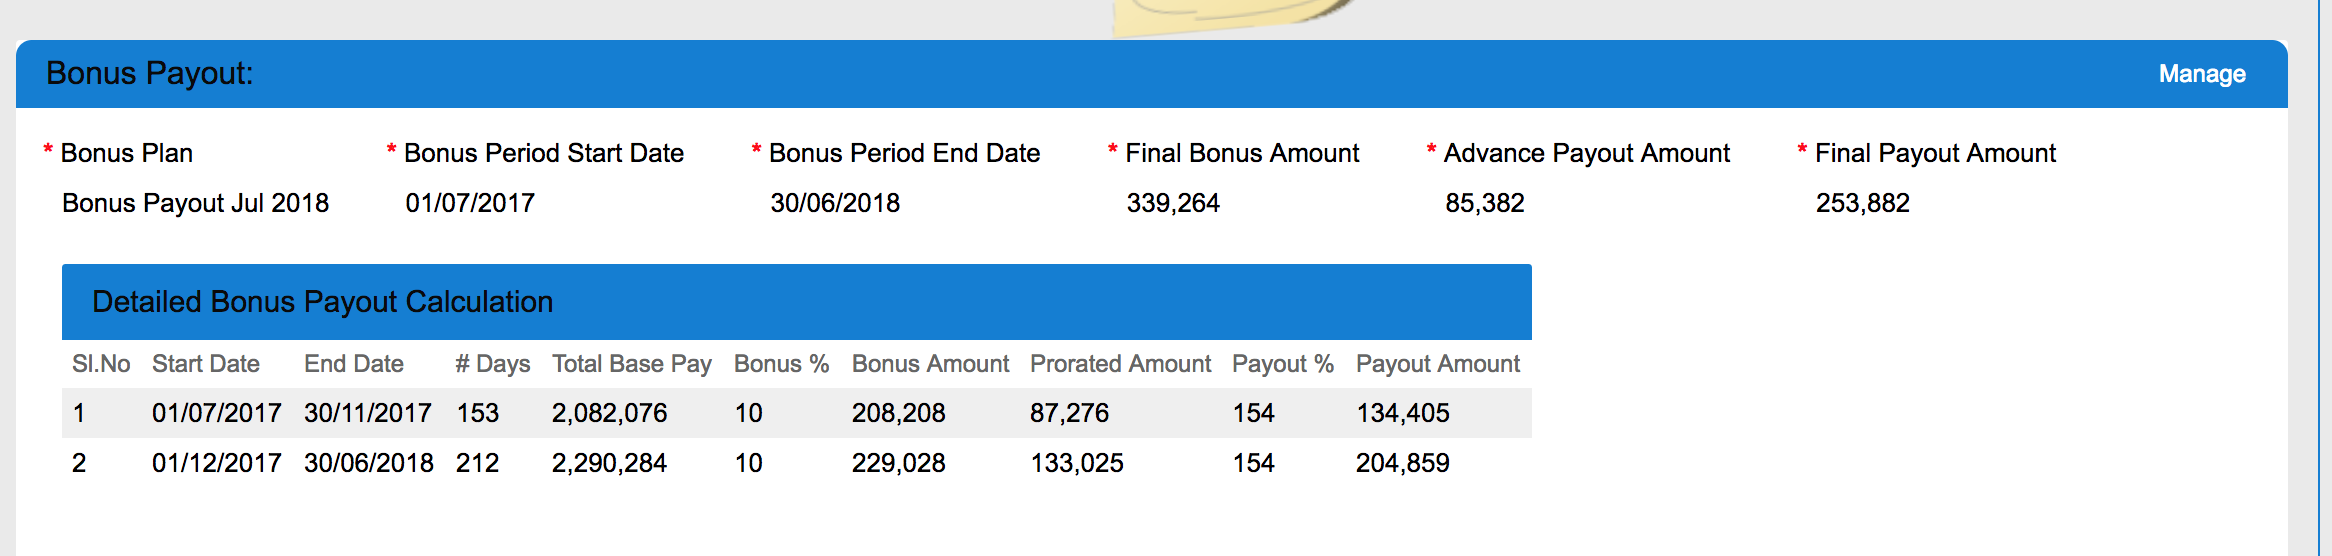 Bonus Payout: Manage
* Bonus Plan * Bonus Period Start Date * Bonus Period End Date * Final Bonus Amount * Advance Payout Amount * Final Payout Amount
Bonus Payout Jul 2018 01/07/2017 30/06/2018 339,264 85,382 253,882
Detailed Bonus Payout Calculation
Sl.No Start Date End Date # Days Total Base Pay Bonus % Bonus Amount Prorated Amount Payout % Payout Amount
1 01/07/2017 30/11/2017 153 2,082,076 10 208,208 87,276 154 134,405
2 01/12/2017 30/06/2018 212 2,290,284 10 229,028 133,025 154 204,859